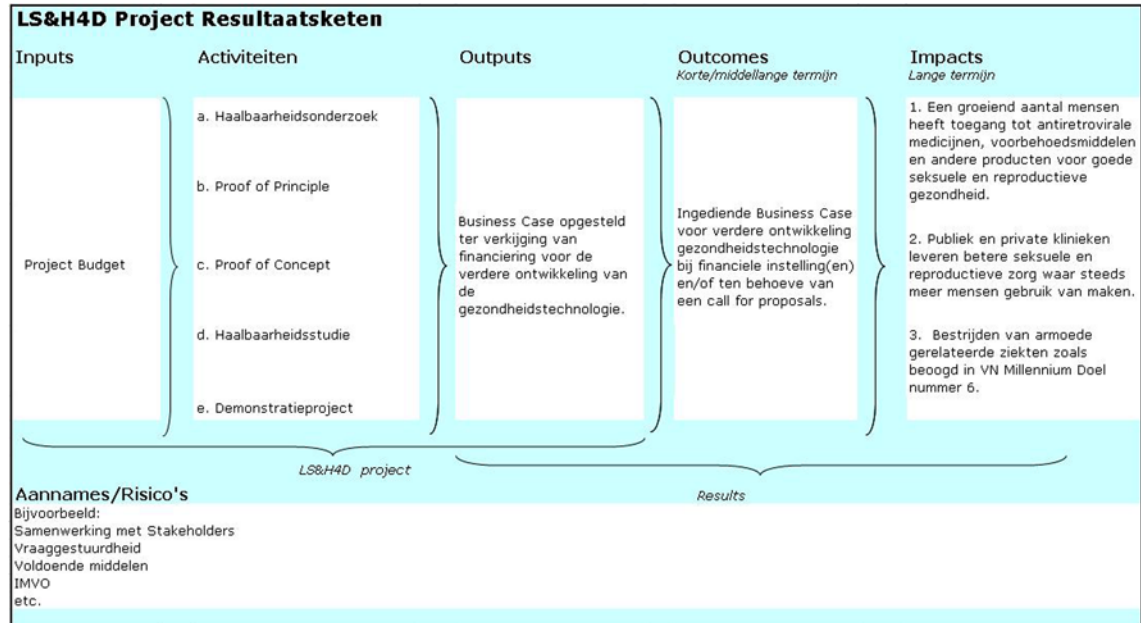 LS&H4D Project Resultaatsketen
Inputs
Activiteiten
Outputs
Outcomes
Korte/middellange termijn
Impacts
Lange termijn
Project Budget
a. Haalbaarheidsonderzoek
b. Proof of Principle
c. Proof of Concept
d. Haalbaarheidsstudie
e. Demonstratieproject
Business Case opgesteld
ter verkijging van
financiering voor de
verdere ontwikkeling van
de
gezondheidstechnologie.
Ingediende Business Case
voor verdere ontwikkeling
gezondheidstechnologie
bij financiele instelling(en)
en/of ten behoeve van
een call for proposals.
1. Een groeiend aantal mensen
heeft toegang tot antiretrovirale
medicijnen, voorbehoedsmiddelen
en andere producten voor goede
seksuele en reproductieve
gezondheid.
2. Publiek en private klinieken
leveren betere seksuele en
reproductieve zorg waar steeds
meer mensen gebruik van maken.
3. Bestrijden van armoede
gerelateerde ziekten zoals
beoogd in VN Millennium Doel
nummer 6.
LS&H4D project
Results
Aannames/Risico's
Bijvoorbeeld:
Samenwerking met Stakeholders
Vraaggestuurdheid
Voldoende middelen
IMVO
etc.